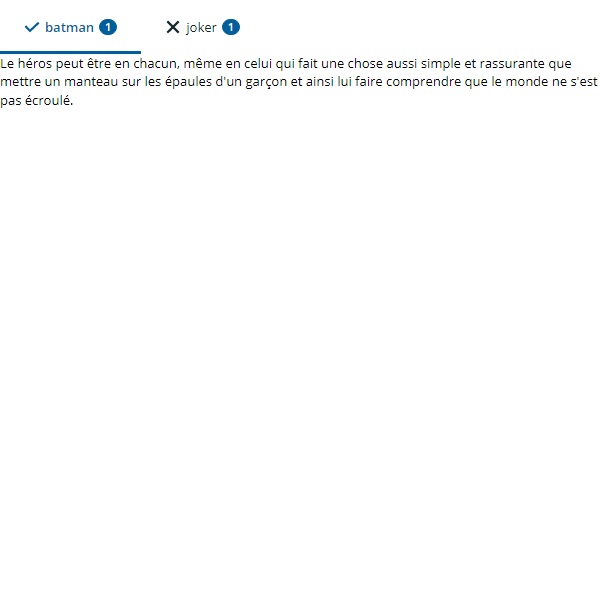 batman 1 joker 1
Le héros peut être en chacun, même en celui qui fait une chose aussi simple et rassurante que
mettre un manteau sur les épaules d'un garçon et ainsi lui faire comprendre que le monde ne s'est
pas écroulé.